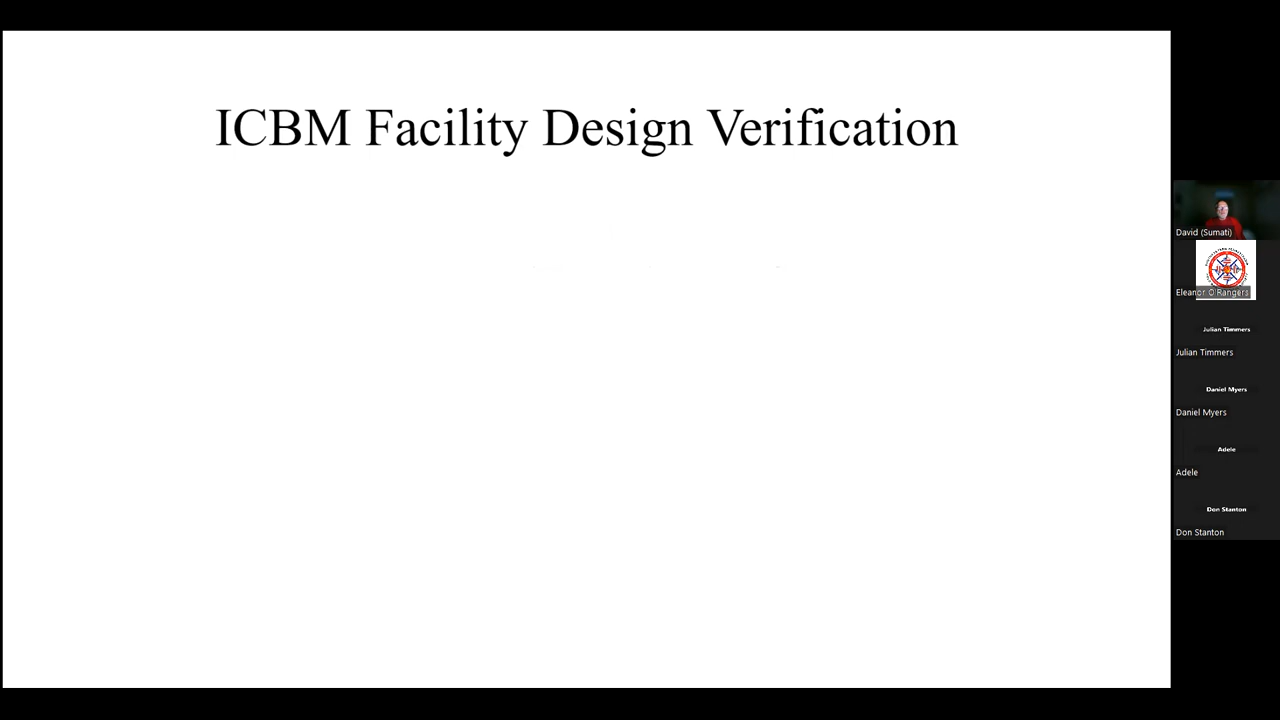 ICBM Facility Design Verification
David (Sumati)
Eleanor O'Rangers
Julian Timmers
Julian Timmers
Daniel Myers
Daniel Myers
Adele
Adele
Don Stanton
Don Stanton